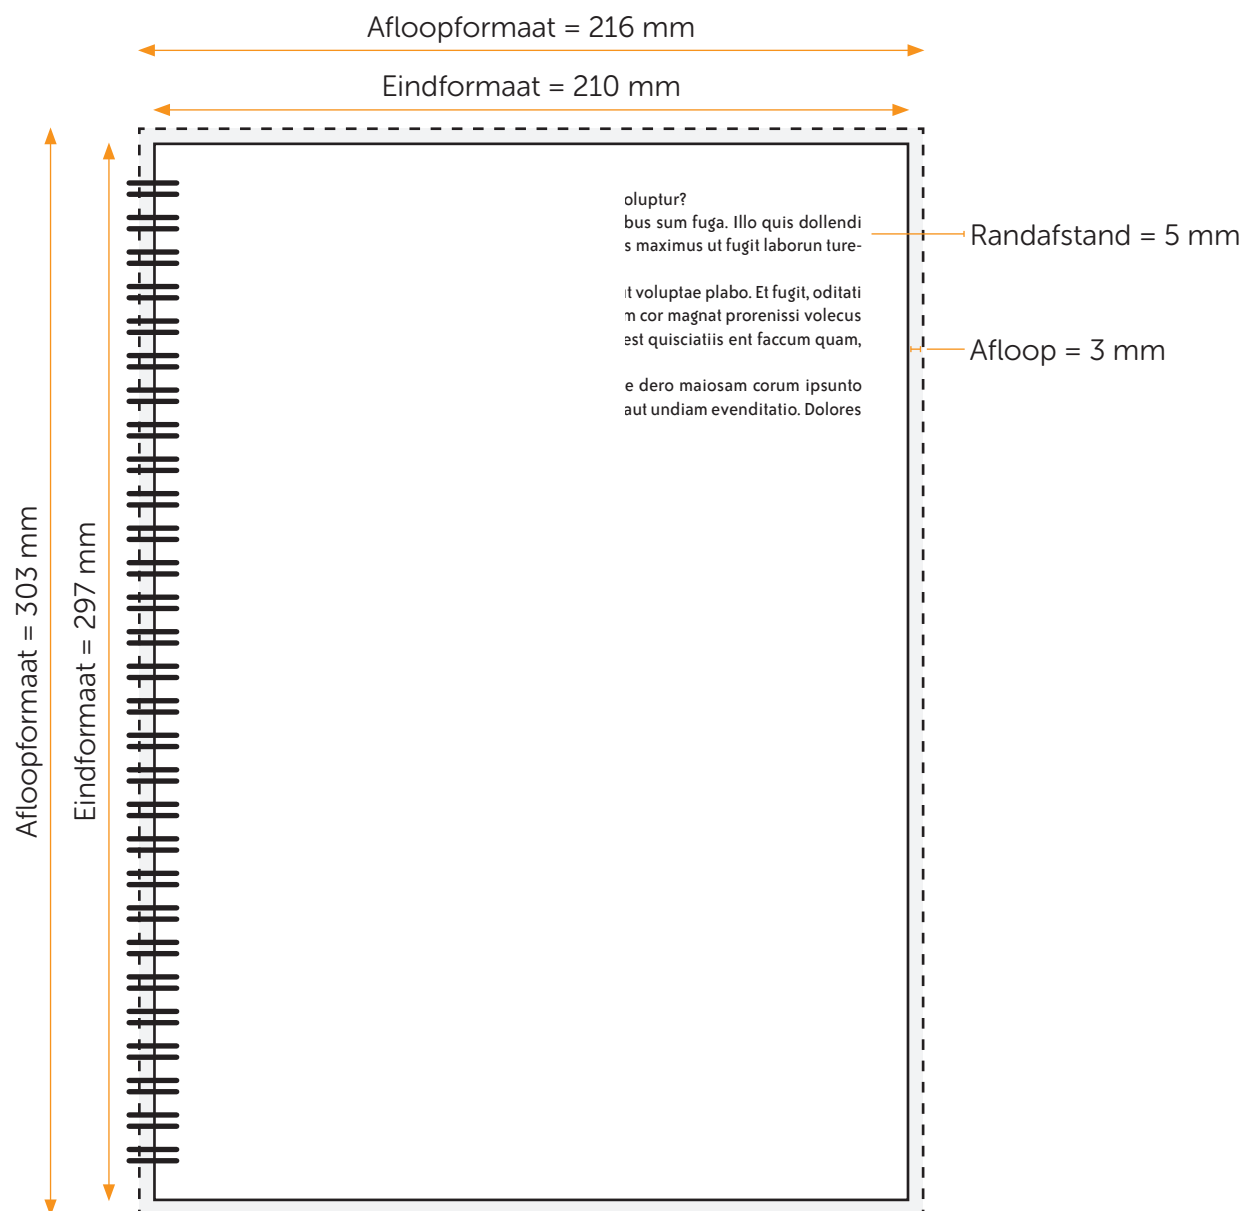 Afloopformaat = 216 mm
Eindformaat = 210 mm
Afloopformaat = 303 mm
Eindformaat = 297 mm
oluptur?
bus sum fuga. Illo quis dollendi
s maximus ut fugit laborun ture-
t voluptae plabo. Et fugit, oditati
m cor magnat prorenissi volecus
est quisciatiis ent faccum quam,
e dero maiosam corum ipsunto
aut undiam evenditatio. Dolores
Randafstand = 5 mm
Afloop = 3 mm